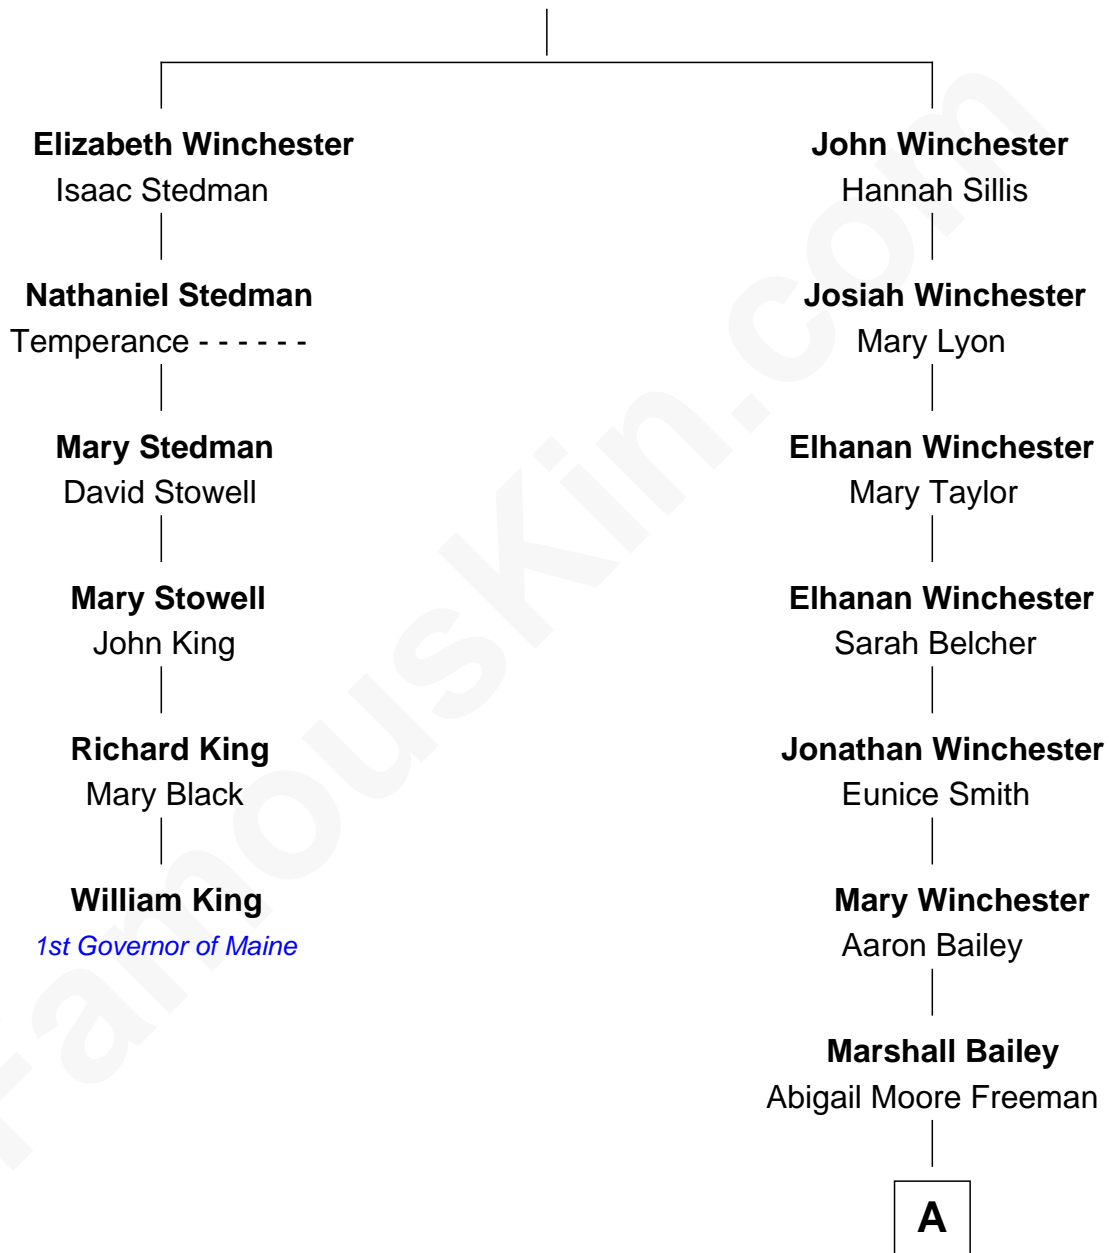 Elizabeth Winchester
Isaac Stedman
Nathaniel Stedman
Temperance - - - - - -
Mary Stedman
David Stowell
Mary Stowell
John King
Richard King
Mary Black
William King
1st Governor of Maine
John Winchester
Hannah Sillis
Josiah Winchester
Mary Lyon
Elhanan Winchester
Mary Taylor
Elhanan Winchester
Sarah Belcher
Jonathan Winchester
Eunice Smith
Mary Winchester
Aaron Bailey
Marshall Bailey
Abigail Moore Freeman
A
FamousKin.com